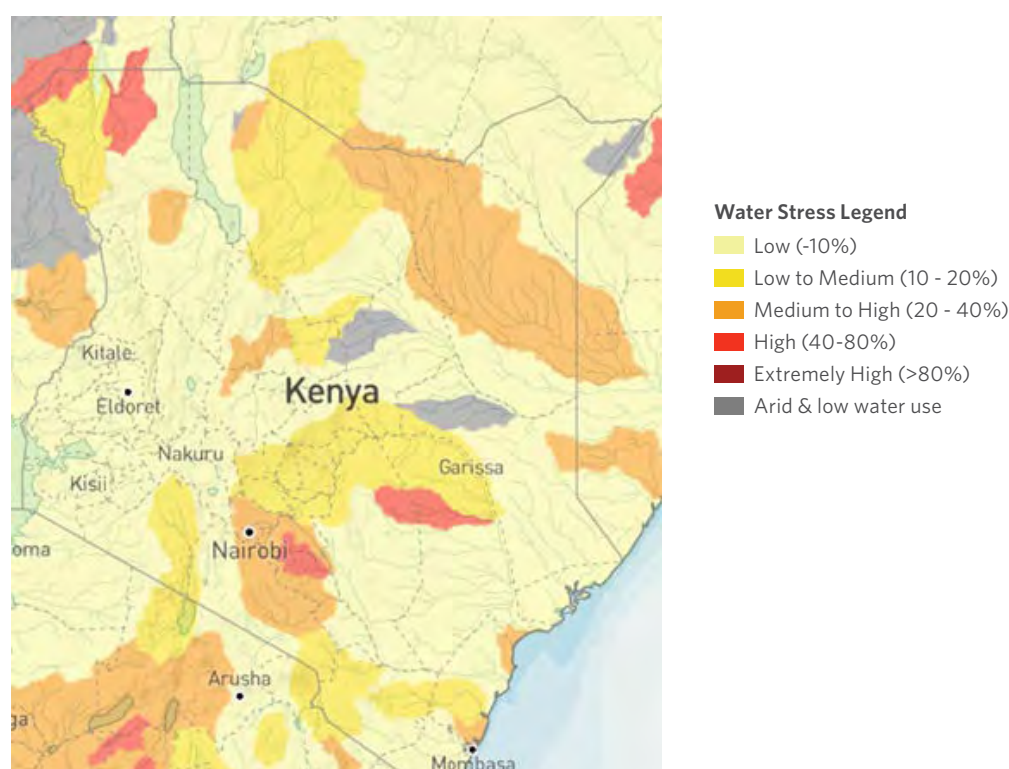 Kitale
Kenya
Eldoret
Nakuru
Garissa
Kisii
Nairobi
oma
Arusha
ga
Mombasa
Water Stress Legend
Low (-10%)
Low to Medium (10 - 20%)
Medium to High (20 - 40%)
High (40-80%)
Extremely High (>80%)
Arid & low water use